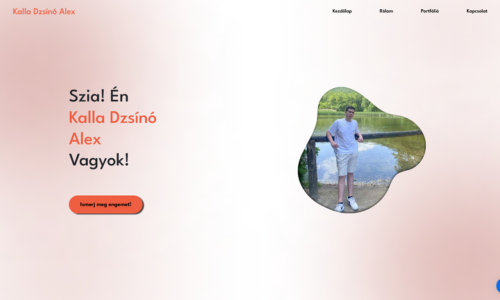 Kalla Dzsínó Alex
Kezdőlap Rólam Portfólió Kapcsolat
Szia! Én
Kalla Dzsínó
Alex
Vagyok!
Ismerj meg engemet!